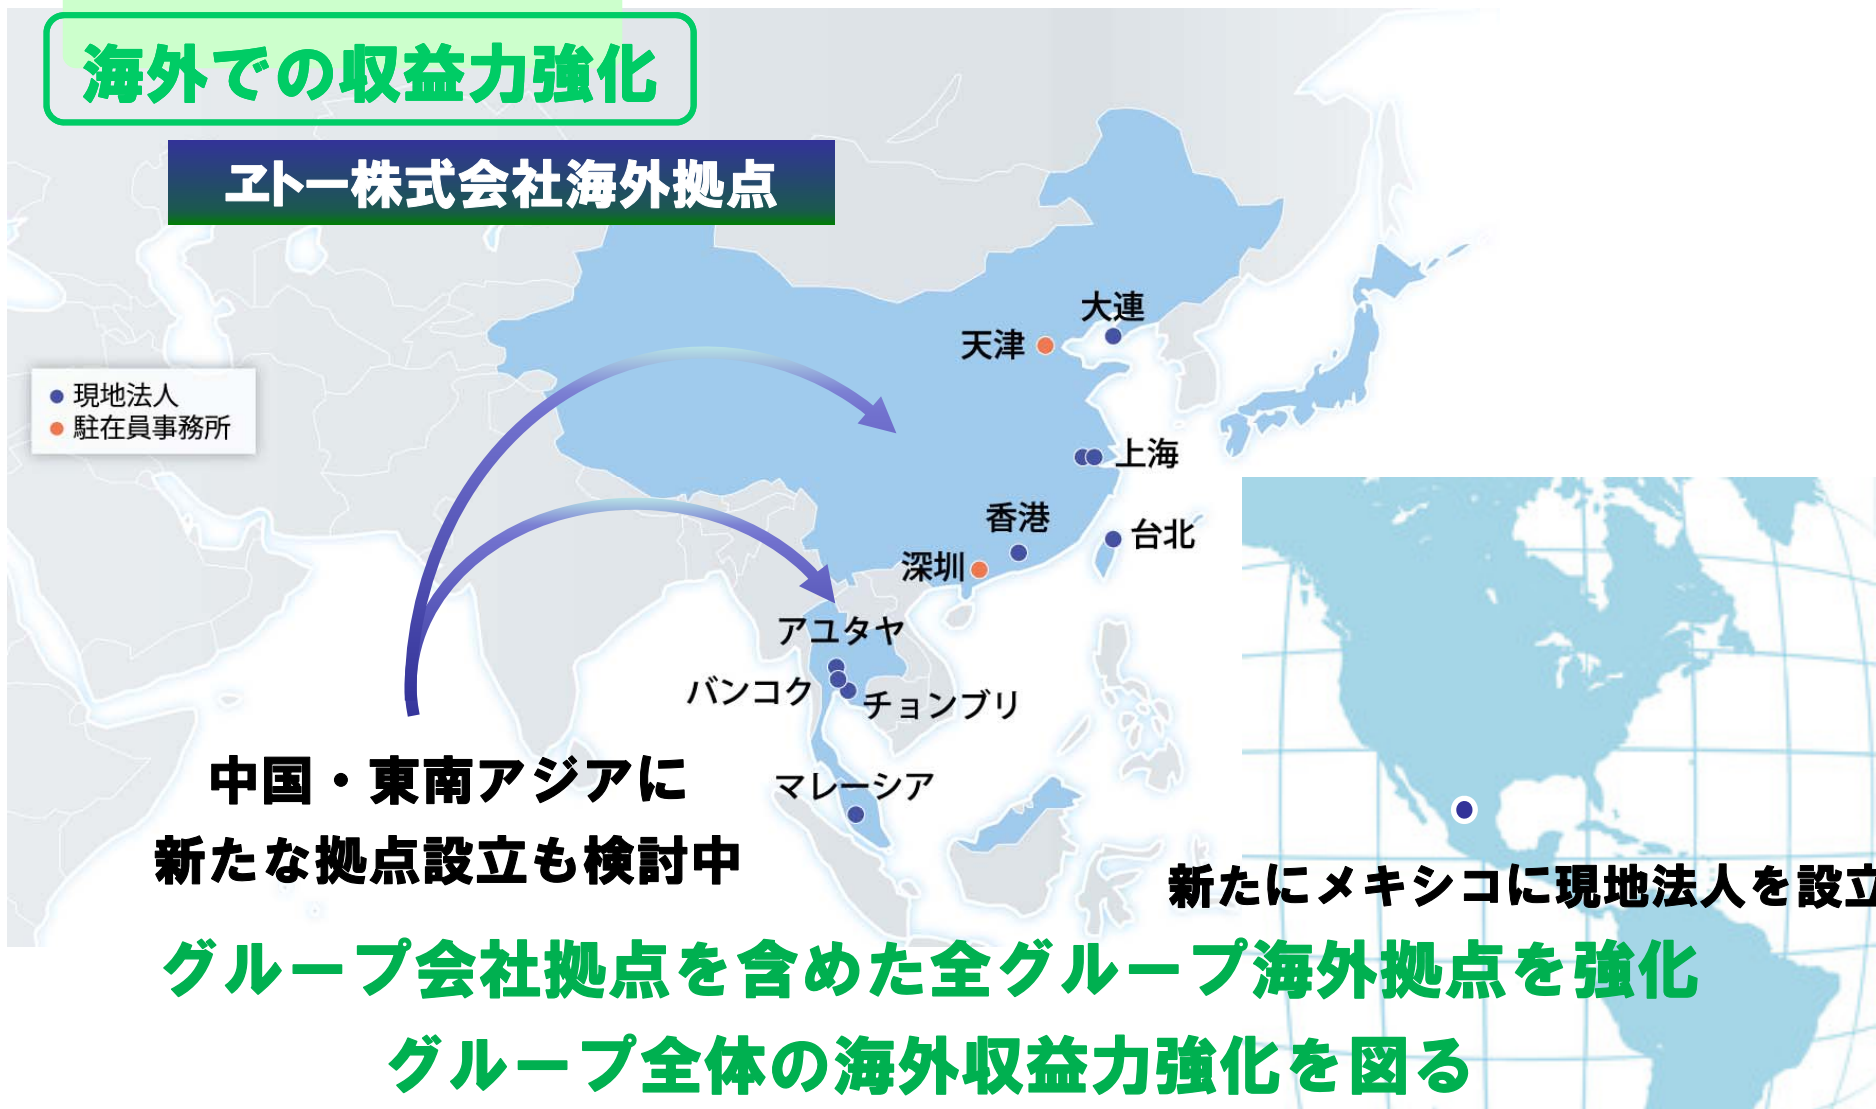 海外での収益力強化
ヱトー株式会社海外拠点
現地法人
駐在員事務所
大連
天津
上海
香港
台北
深圳
アユタヤ
バンコク
チョンブリ
マレーシア
中国・東南アジアに
新たな拠点設立も検討中
新たにメキシコに現地法人を設立
グループ会社拠点を含めた全グループ海外拠点を強化
グループ全体の海外収益力強化を図る